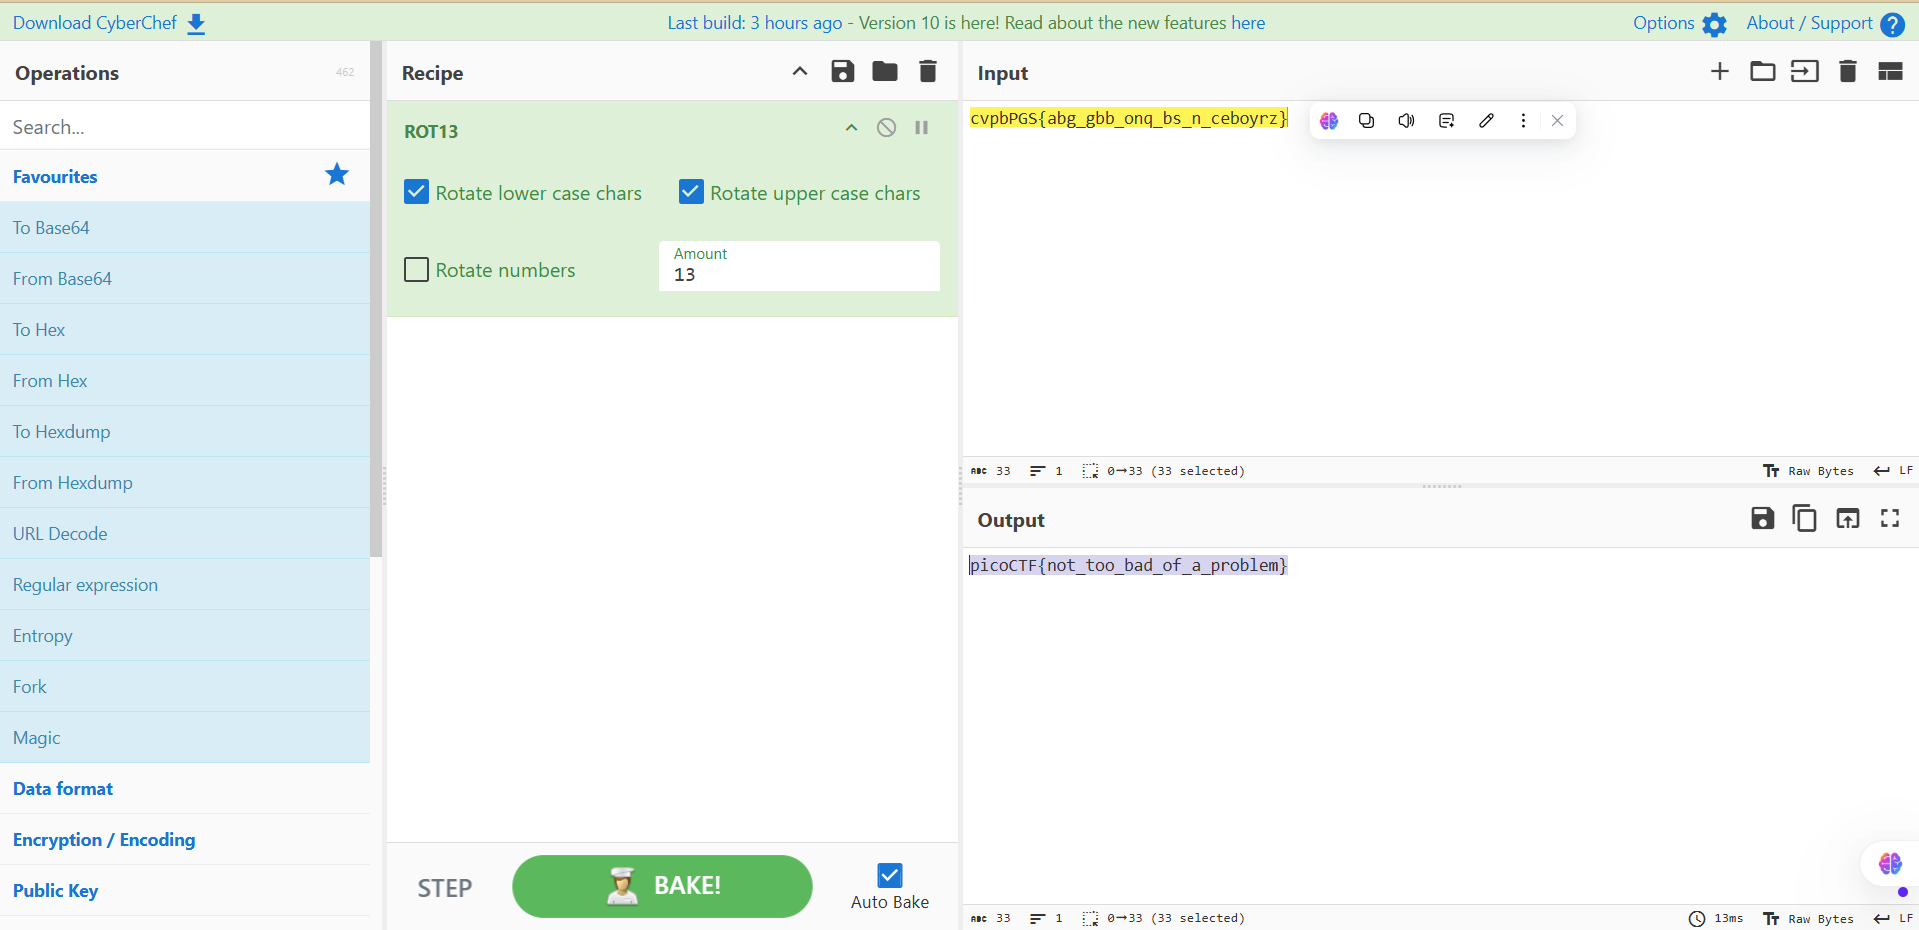 Download CyberChef
Last build: 3 hours ago - Version 10 is here! Read about the new features here
Options
About / Support
Operations
462
Search...
Favourites
To Base64
From Base64
To Hex
From Hex
To Hexdump
From Hexdump
URL Decode
Regular expression
Entropy
Fork
Magic
Data format
Encryption / Encoding
Public Key
Recipe
ROT13
Rotate lower case chars
Rotate upper case chars
Rotate numbers
Amount
13
STEP
BAKE!
Auto Bake
Input
cvpbPGS{abg_gbb_onq_bs_n_ceboyrz}
ABC 33 1 0→33 (33 selected)
Tт Raw Bytes LF
Output
picoCTF{not_too_bad_of_a_problem}
ABC 33 1 0→33 (33 selected)
13ms Tт Raw Bytes LF